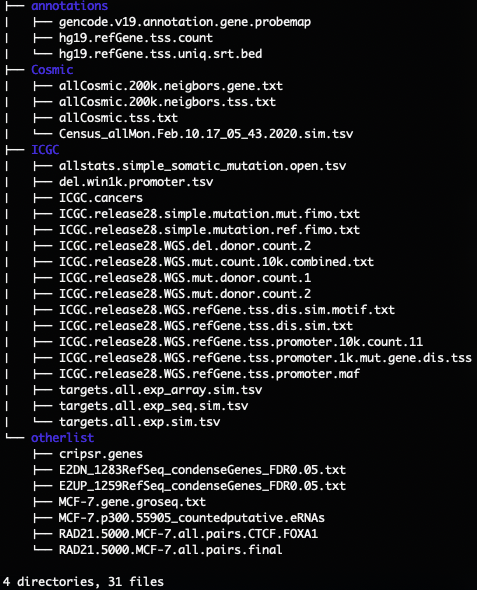 ├── annotations
│   ├── gencode.v19.annotation.gene.probemap
│   ├── hg19.refGene.tss.count
│   └── hg19.refGene.tss.uniq.srt.bed
├── Cosmic
│   ├── allCosmic.200k.neigbors.gene.txt
│   ├── allCosmic.200k.neigbors.tss.txt
│   ├── allCosmic.tss.txt
│   └── Census_allMon.Feb.10.17_05_43.2020.sim.tsv
├── ICGC
│   ├── allstats.simple_somatic_mutation.open.tsv
│   ├── del.win1k.promoter.tsv
│   ├── ICGC.cancers
│   ├── ICGC.release28.simple.mutation.mut.fimo.txt
│   ├── ICGC.release28.simple.mutation.ref.fimo.txt
│   ├── ICGC.release28.WGS.del.donor.count.2
│   ├── ICGC.release28.WGS.mut.count.10k.combined.txt
│   ├── ICGC.release28.WGS.mut.donor.count.1
│   ├── ICGC.release28.WGS.mut.donor.count.2
│   ├── ICGC.release28.WGS.refGene.tss.dis.sim.motif.txt
│   ├── ICGC.release28.WGS.refGene.tss.dis.sim.txt
│   ├── ICGC.release28.WGS.refGene.tss.promoter.10k.count.11
│   ├── ICGC.release28.WGS.refGene.tss.promoter.1k.mut.gene.dis.tss
│   ├── ICGC.release28.WGS.refGene.tss.promoter.maf
│   ├── targets.all.exp_array.sim.tsv
│   ├── targets.all.exp_seq.sim.tsv
│   └── targets.all.exp.sim.tsv
└── otherlist
    ├── cripsr.genes
    ├── E2DN_1283RefSeq_condenseGenes_FDR0.05.txt
    ├── E2UP_1259RefSeq_condenseGenes_FDR0.05.txt
    ├── MCF-7.gene.groseq.txt
    ├── MCF-7.p300.55905_countedputative.eRNAs
    ├── RAD21.5000.MCF-7.all.pairs.CTCF.FOXA1
    └── RAD21.5000.MCF-7.all.pairs.final
4 directories, 31 files